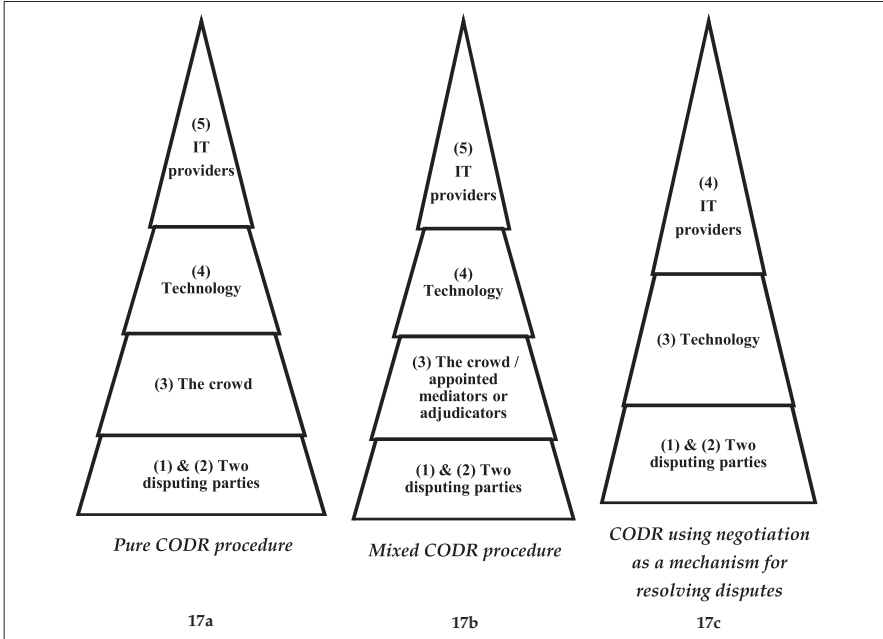 (5)
IT
providers
(4)
Technology
(3) The crowd
(1) & (2) Two
disputing parties
Pure CODR procedure
17a
(5)
IT
providers
(4)
Technology
(3) The crowd /
appointed
mediators or
adjudicators
(1) & (2) Two
disputing parties
Mixed CODR procedure
17b
(4)
IT
providers
(3) Technology
(1) & (2) Two
disputing parties
CODR using negotiation
as a mechanism for
resolving disputes
17c